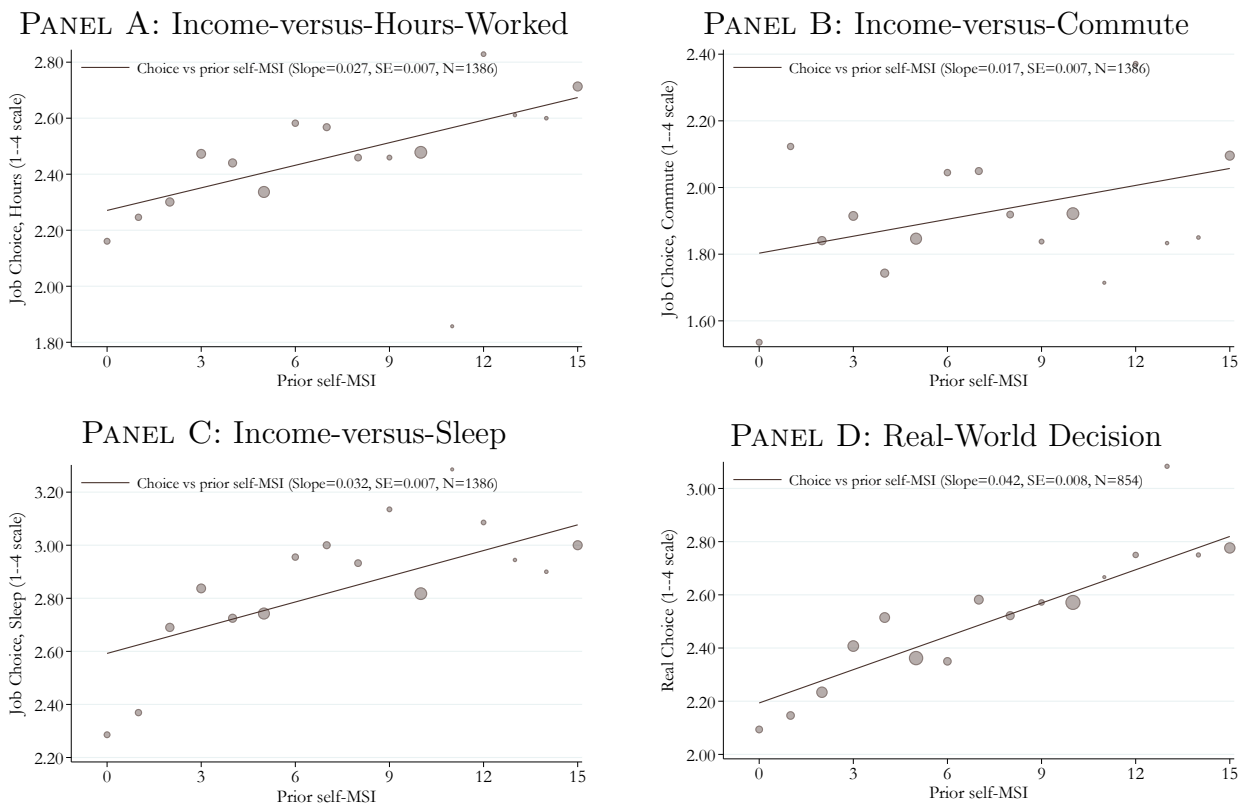 PANEL A: Income-versus-Hours-Worked
Choice vs prior self-MSI (Slope=0.027, SE=0.007, N=1386)
Job Choice, Hours (1--4 scale)
2.80
2.60
2.40
2.20
2.00
1.80
0 3 6 9 12 15
Prior self-MSI
PANEL B: Income-versus-Commute
Choice vs prior self-MSI (Slope=0.017, SE=0.007, N=1386)
Job Choice, Commute (1--4 scale)
2.40
2.20
2.00
1.80
1.60
0 3 6 9 12 15
Prior self-MSI
PANEL C: Income-versus-Sleep
Choice vs prior self-MSI (Slope=0.032, SE=0.007, N=1386)
Job Choice, Sleep (1--4 scale)
3.20
3.00
2.80
2.60
2.40
2.20
0 3 6 9 12 15
Prior self-MSI
PANEL D: Real-World Decision
Choice vs prior self-MSI (Slope=0.042, SE=0.008, N=854)
Real Choice (1--4 scale)
3.00
2.80
2.60
2.40
2.20
2.00
0 3 6 9 12 15
Prior self-MSI